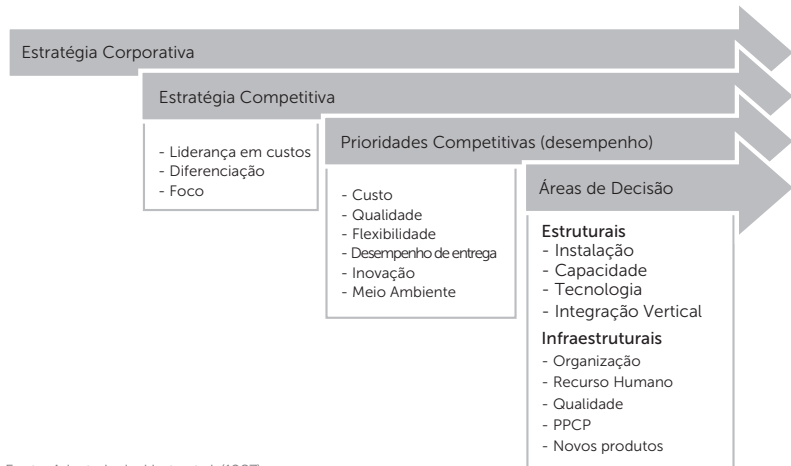 Estratégia Corporativa
Estratégia Competitiva
- Liderança em custos
- Diferenciação
- Foco
Prioridades Competitivas (desempenho)
- Custo
- Qualidade
- Flexibilidade
- Desempenho de entrega
- Inovação
- Meio Ambiente
Áreas de Decisão
Estruturais
- Instalação
- Capacidade
- Tecnologia
- Integração Vertical
Infraestruturais
- Organização
- Recurso Humano
- Qualidade
- PPCP
- Novos produtos